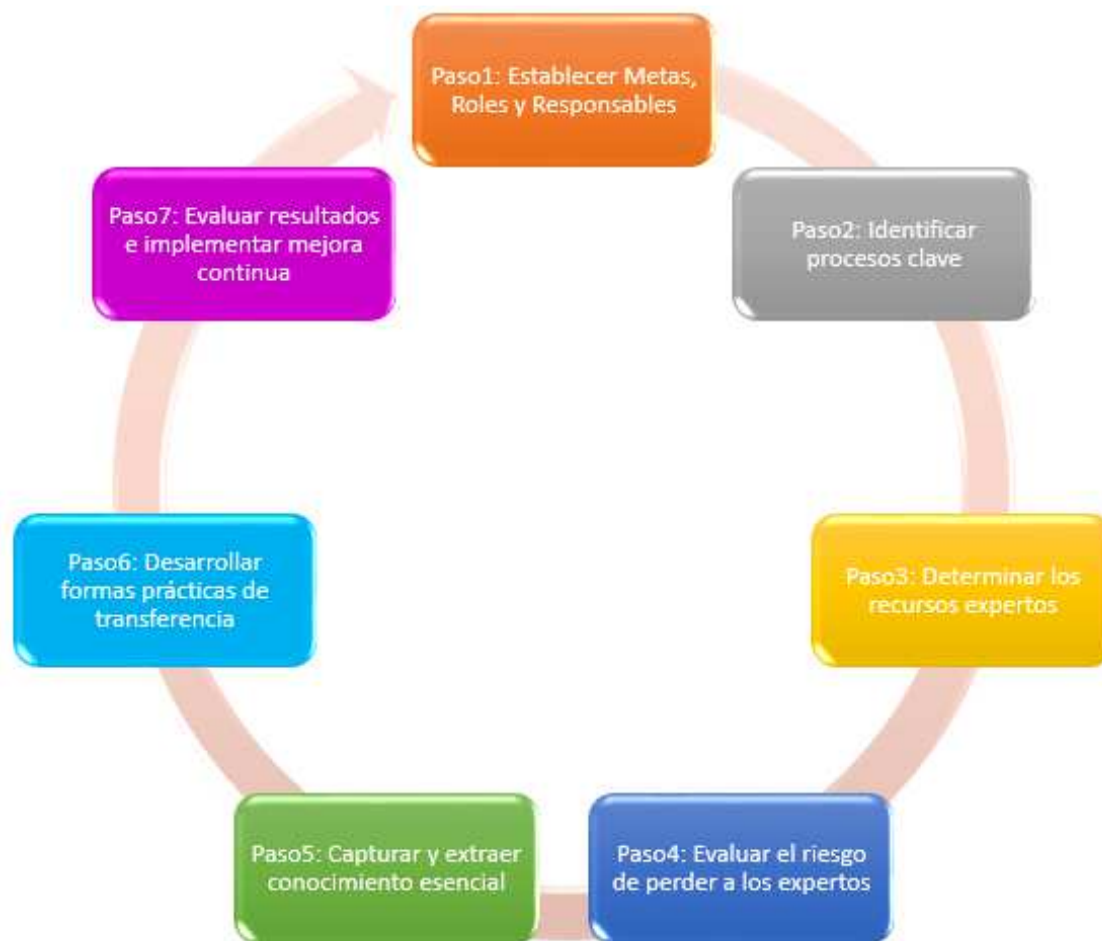 Paso1: Establecer Metas,
Roles y Responsables
Paso2: Identificar
procesos clave
Paso3: Determinar los
recursos expertos
Paso4: Evaluar el riesgo
de perder a los expertos
Paso5: Capturar y extraer
conocimiento esencial
Paso6: Desarrollar
formas prácticas de
transferencia
Paso7: Evaluar resultados
e implementar mejora
continua